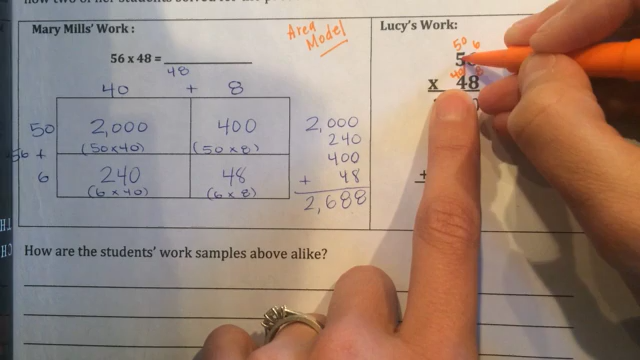 how two of her students solved for the p
Mary Mills' Work :
Area
Model
56 x 48 =
48
40 + 8
50
2,000
(50x40)
400
(50x8)
56 +
6
240
(6x40)
48
(6x8)
2,000
240
400
+ 48
2,688
Lucy's Work:
50 6
5
40 8
x 48
+
How are the students' work samples above alike?